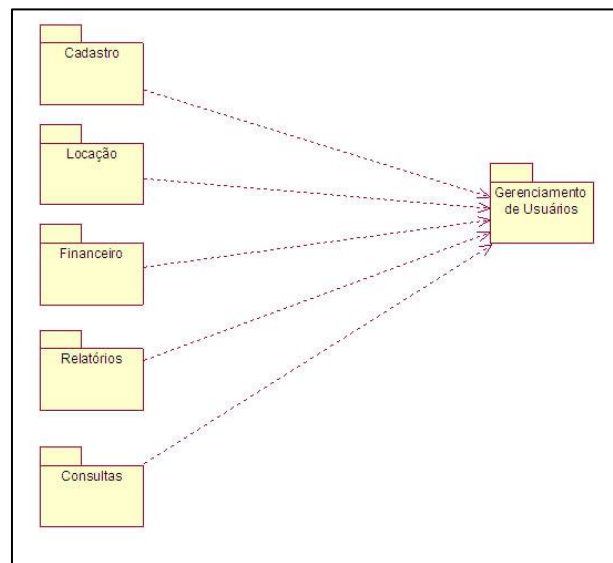 Cadastro
Locação
Gerenciamento
de Usuários
Financeiro
Relatórios
Consultas